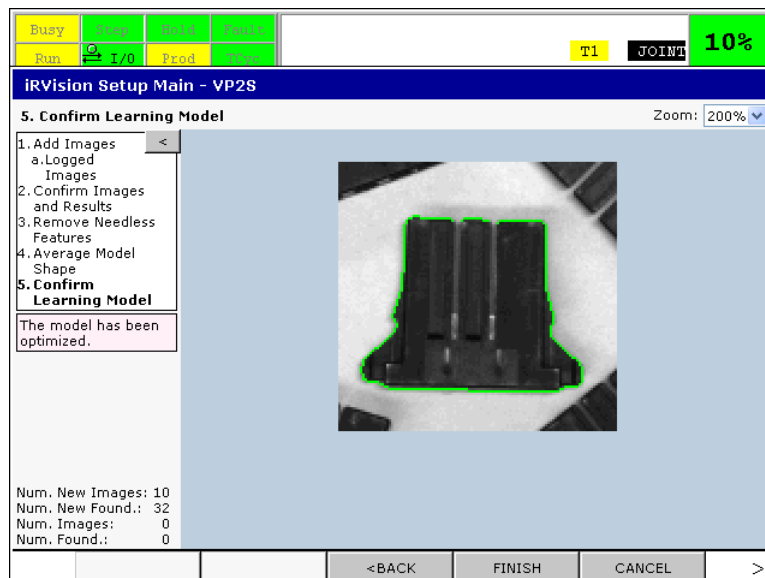 Busy Step Hold Fault
Run I/O Prod TCyc
T1 JOINT 10%
iRVision Setup Main - VP2S
5. Confirm Learning Model Zoom: 200%
1. Add Images <
a.Logged
Images
2. Confirm Images
and Results
3. Remove Needless
Features
4. Average Model
Shape
5. Confirm
Learning Model
The model has been
optimized.
Num. New Images: 10
Num. New Found.: 32
Num. Images: 0
Num. Found.: 0
<BACK FINISH CANCEL >